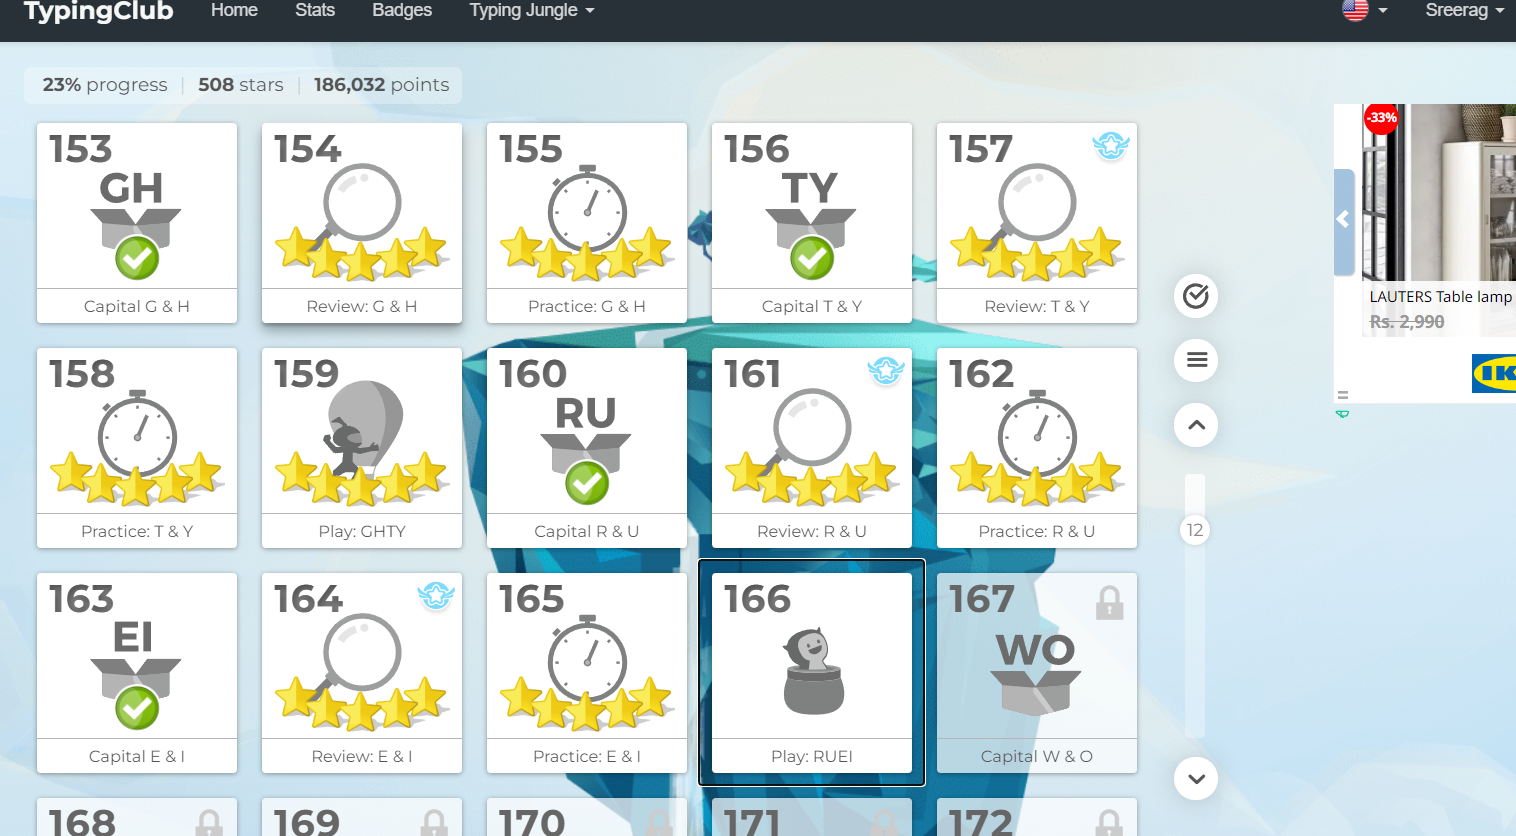 TypingClub Home Stats Badges Typing Jungle Sreerag
23% progress 508 stars 186,032 points
153 154 155 156 157
GH TY
Capital G & H Review: G & H Practice: G & H Capital T & Y Review: T & Y
158 159 160 161 162
RU
Practice: T & Y Play: GHTY Capital R & U Review: R & U Practice: R & U
163 164 165 166 167
EI WO
Capital E & I Review: E & I Practice: E & I Play: RUEI Capital W & O
168 169 170 171 172
12
-33%
LAUTERS Table lamp
Rs. 2,990
IK